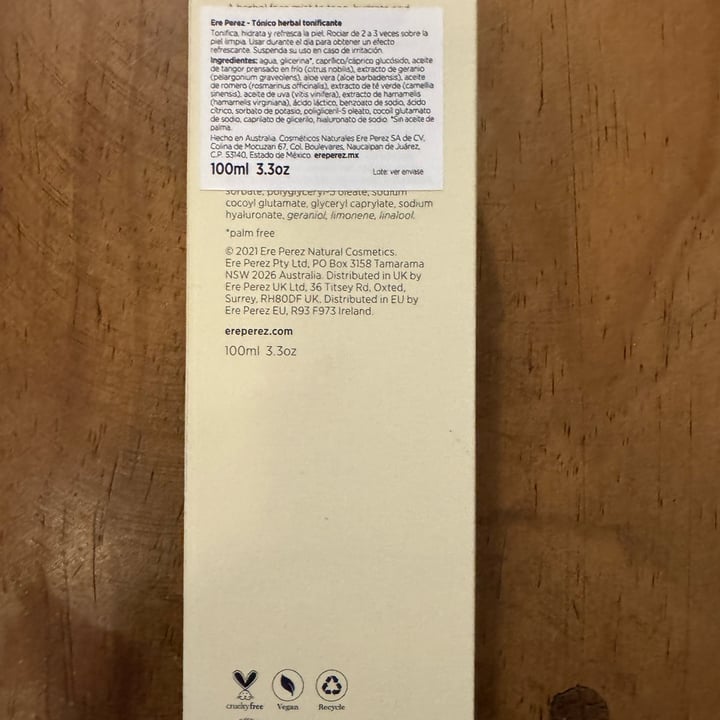 Ere Perez - Tónico herbal tonificante
Tonifica, hidrata y refresca la piel. Rociar de 2 a 3 veces sobre la
piel limpia. Usar durante el día para obtener un efecto
refrescante. Suspenda su uso en caso de irritación.
Ingredientes: agua, glicerina*, caprílico/cáprico glucósido, aceite
de tangor prensado en frío (citrus nobilis), extracto de geranio
(pelargonium graveolens), aloe vera (aloe barbadensis), aceite
de romero (rosmarinus officinalis), extracto de té verde (camellia
sinensis), aceite de uva (vitis vinifera), extracto de hamamelis
(hamamelis virginiana), ácido láctico, benzoato de sodio, ácido
cítrico, sorbato de potasio, poligliceril-5 oleato, cocoil glutamato
de sodio, caprilato de glicerilo, hialuronato de sodio. *Sin aceite de
palma.
Hecho en Australia. Cosméticos Naturales Ere Perez SA de CV,
Colina de Mocuzari 67, Col. Boulevares, Naucalpan de Juárez,
C.P. 53140, Estado de México. ereperez.mx
100ml 3.3oz
Lote: ver envase
sorbate, polyglyceryl-5 oleate, sodium
cocoyl glutamate, glyceryl caprylate, sodium
hyaluronate, geraniol, limonene, linalool.
*palm free
© 2021 Ere Perez Natural Cosmetics.
Ere Perez Pty Ltd, PO Box 3158 Tamarama
NSW 2026 Australia. Distributed in UK by
Ere Perez UK Ltd, 36 Titsey Rd, Oxted,
Surrey, RH80DF UK. Distributed in EU by
Ere Perez EU, R93 F973 Ireland.
ereperez.com
100ml 3.3oz
crueltyfree Vegan Recycle